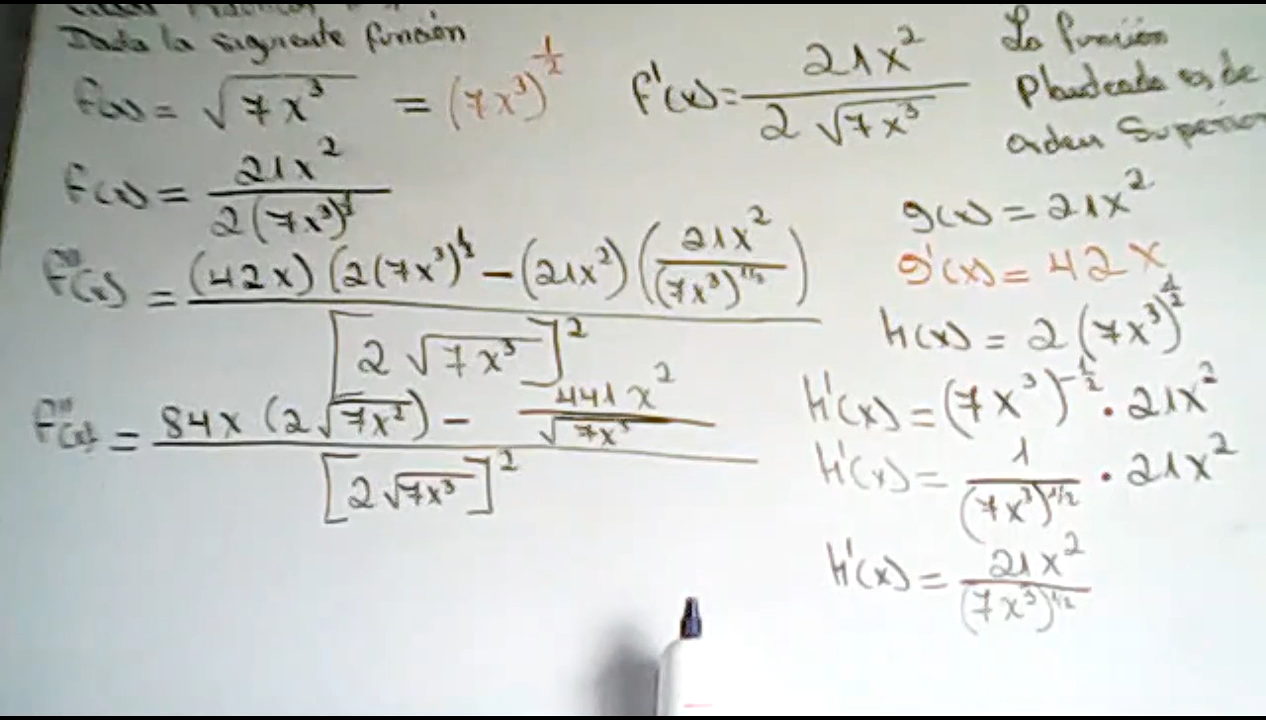 Dada la siguiente función
f(x) = √7x³ = (7x³)^½
f'(x) = 21x² / 2√7x³
La función
Planteada es de
orden Superior
f(x) = 21x² / 2(7x³)^½
f''(x) = (42x)(2(7x³)^½ − (21x²)(21x² / (7x³)^1/2) / [2√7x³]²
f''(x) = 84x (2√7x³) − 441x² / √7x³ / [2√7x³]²
g(x) = 21x²
g'(x) = 42x
h(x) = 2(7x³)^½
h'(x) = (7x³)^-½ · 21x²
h'(x) = 1 / (7x³)^1/2 · 21x²
h'(x) = 21x² / (7x³)^1/2